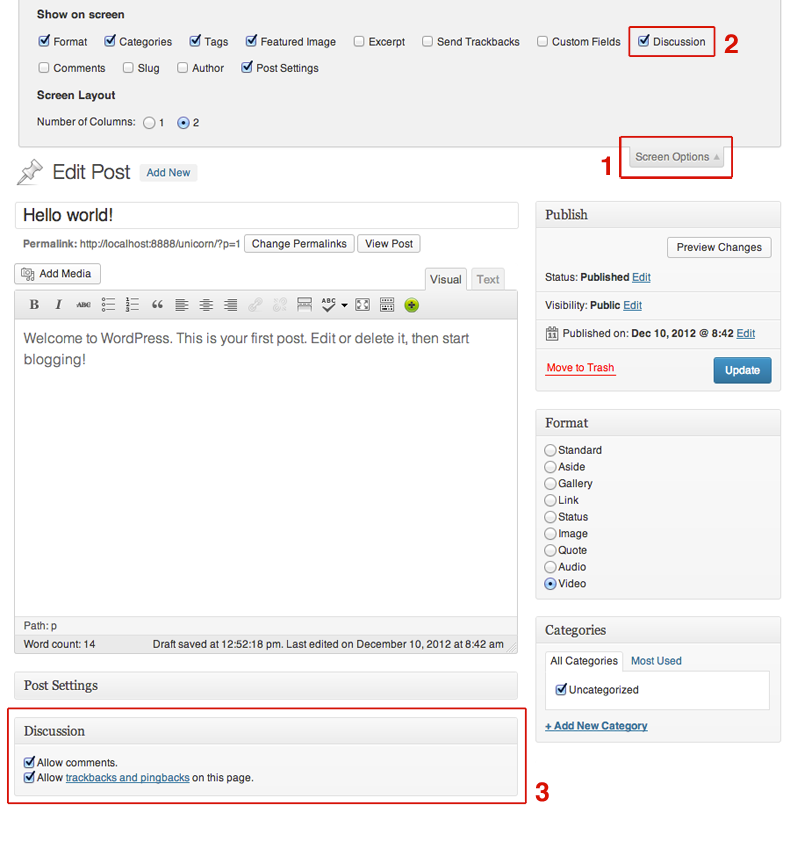 Show on screen
Format Categories Tags Featured Image Excerpt Send Trackbacks Custom Fields Discussion 2
Comments Slug Author Post Settings
Screen Layout
Number of Columns: 1 2
1 Screen Options
Edit Post Add New
Hello world!
Permalink: http://localhost:8888/unicorn/?p=1 Change Permalinks View Post
Add Media
Visual Text
B I ABC ABC
Welcome to WordPress. This is your first post. Edit or delete it, then start
blogging!
Path: p
Word count: 14 Draft saved at 12:52:18 pm. Last edited on December 10, 2012 at 8:42 am
Post Settings
Discussion
Allow comments.
Allow trackbacks and pingbacks on this page.
3
Publish
Preview Changes
Status: Published Edit
Visibility: Public Edit
11 Published on: Dec 10, 2012 @ 8:42 Edit
Move to Trash Update
Format
Standard
Aside
Gallery
Link
Status
Image
Quote
Audio
Video
Categories
All Categories Most Used
Uncategorized
+ Add New Category